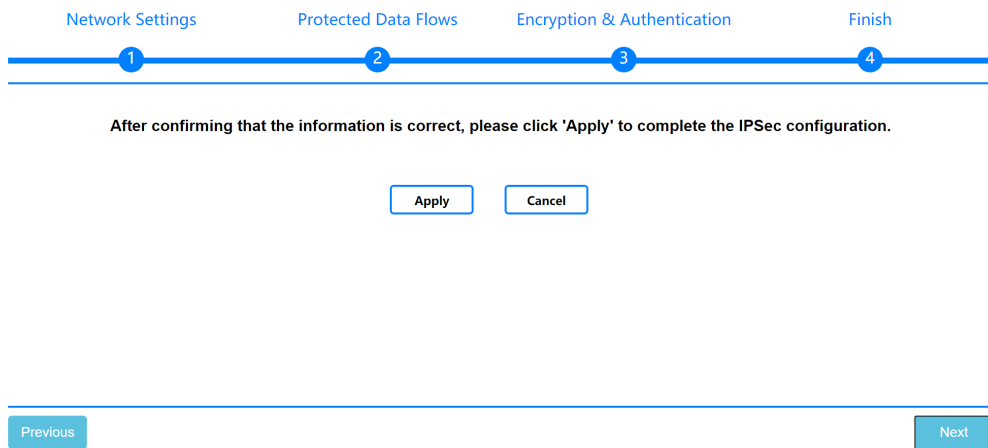 Network Settings Protected Data Flows Encryption & Authentication Finish
1 2 3 4
After confirming that the information is correct, please click 'Apply' to complete the IPSec configuration.
Apply Cancel
Previous Next